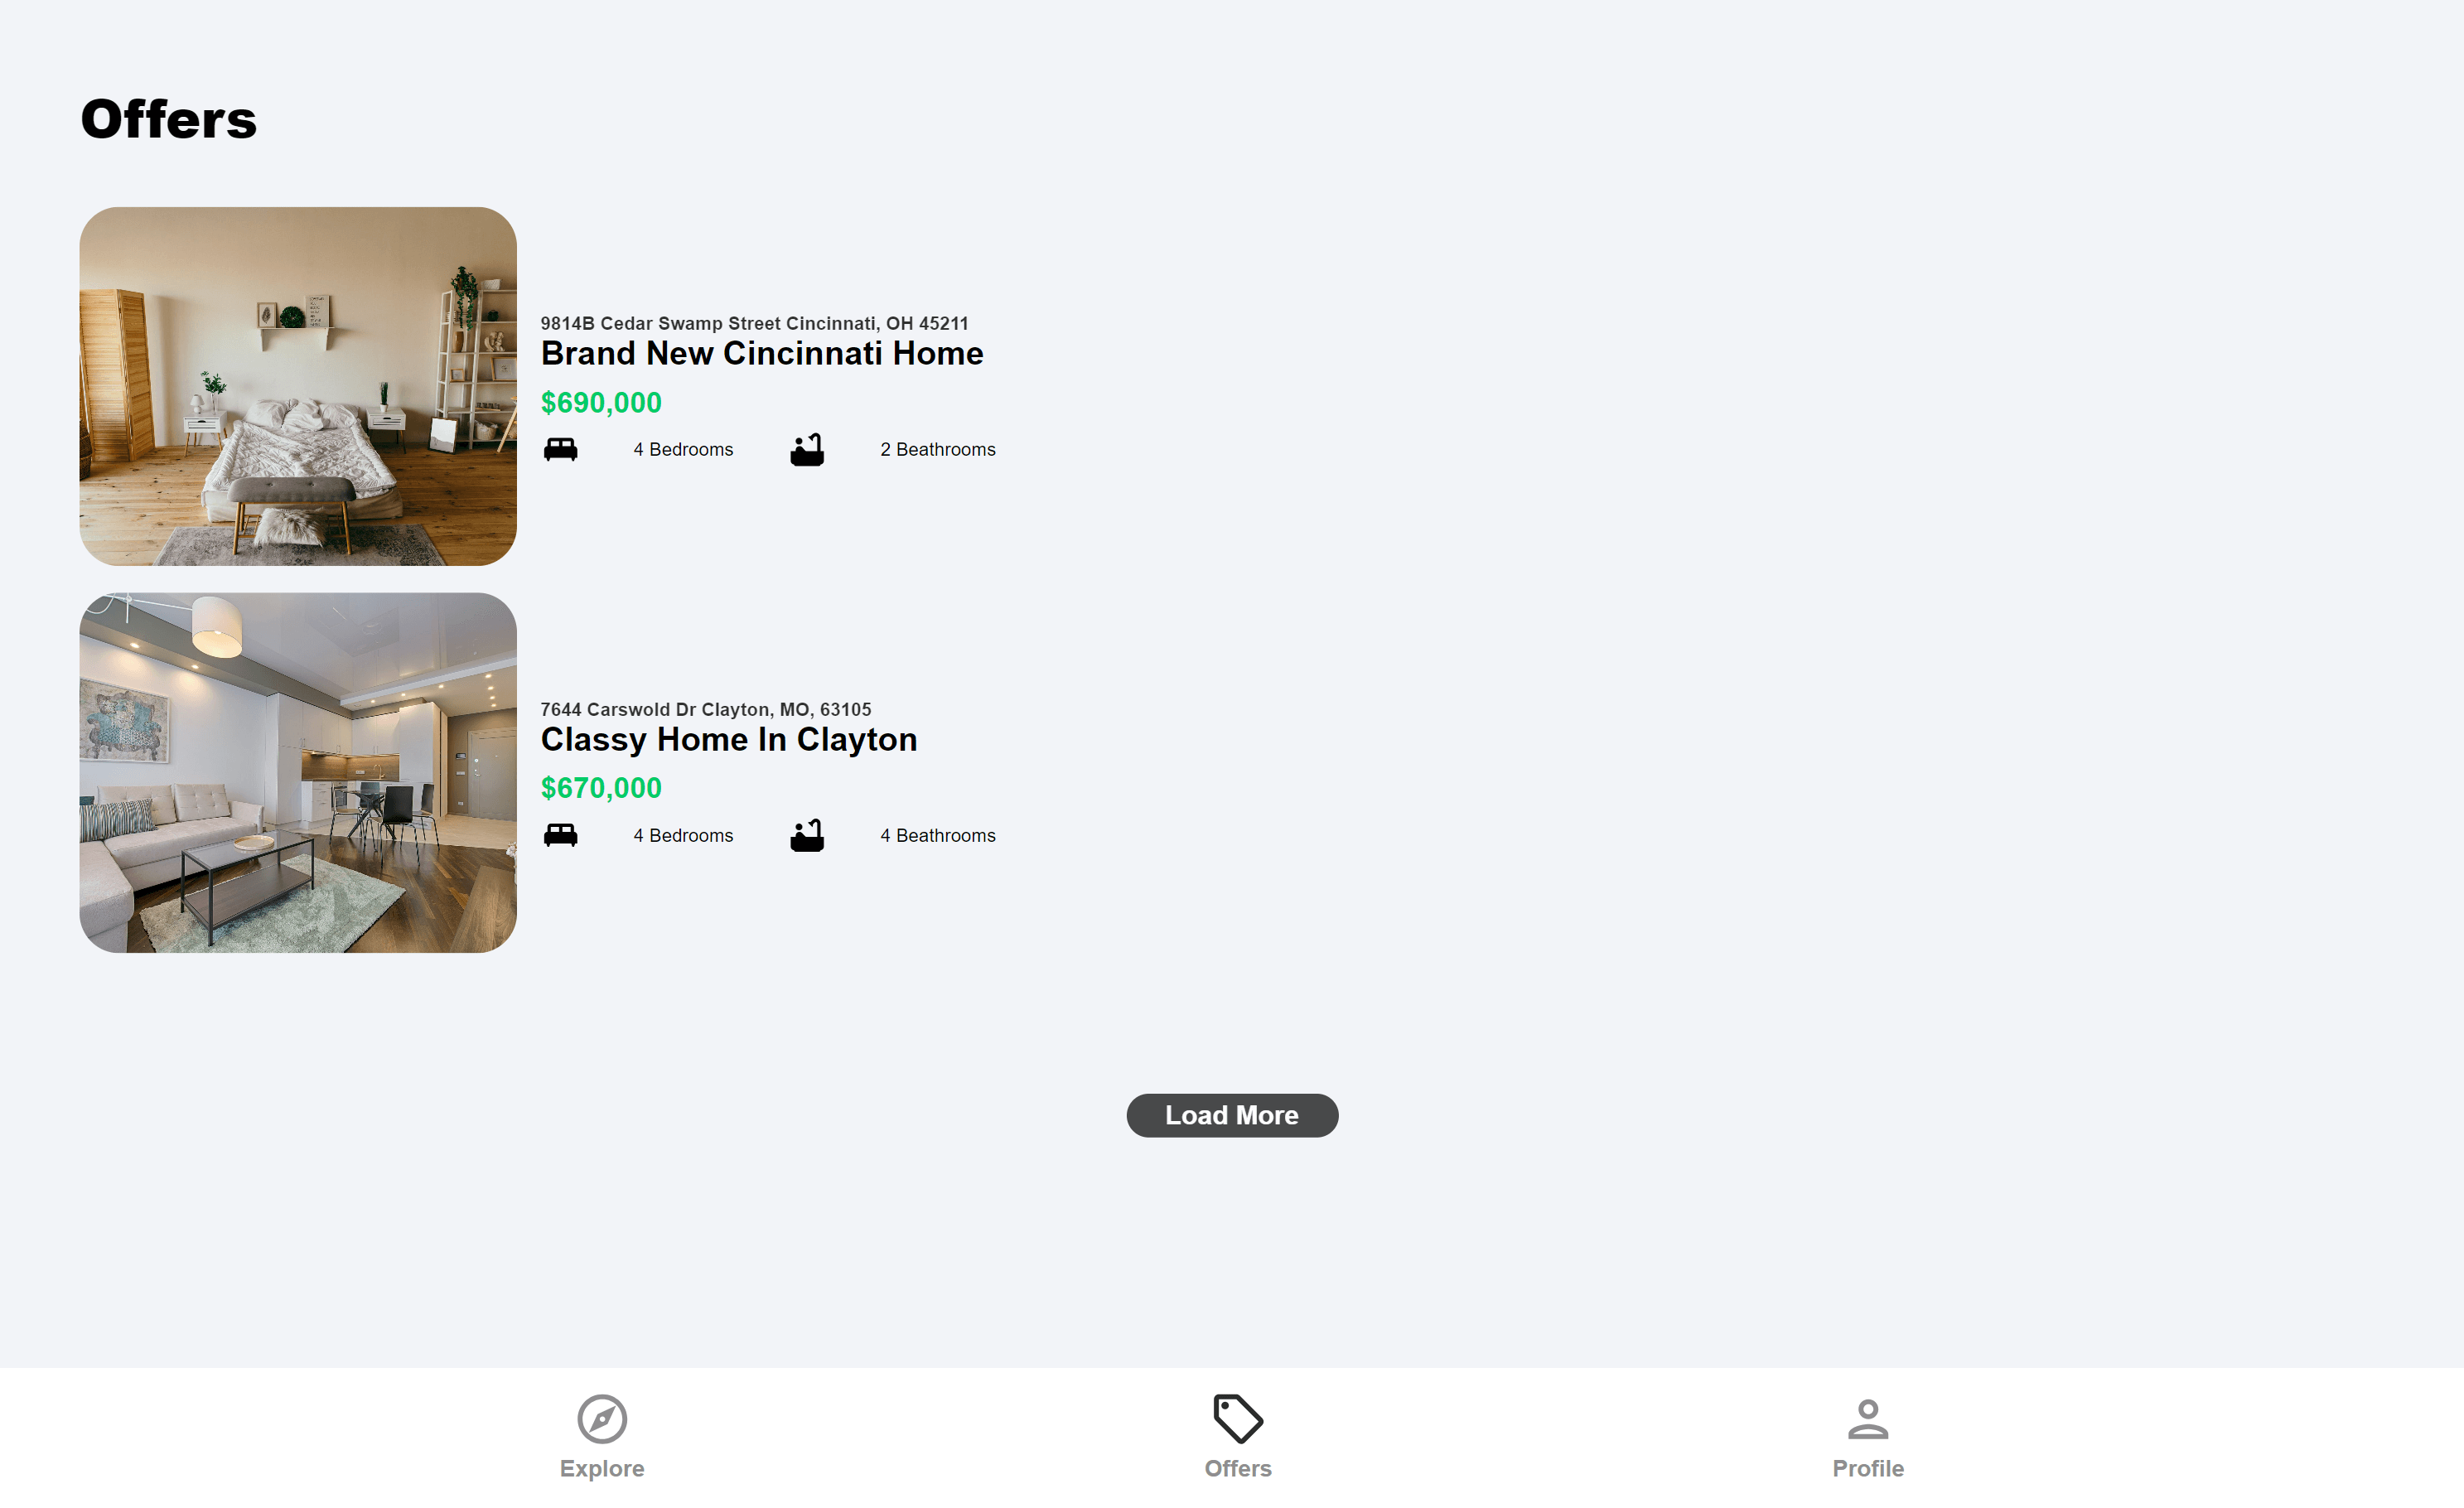 Offers
9814B Cedar Swamp Street Cincinnati, OH 45211
Brand New Cincinnati Home
$690,000
4 Bedrooms 2 Beathrooms
7644 Carswold Dr Clayton, MO, 63105
Classy Home In Clayton
$670,000
4 Bedrooms 4 Beathrooms
Load More
Explore Offers Profile